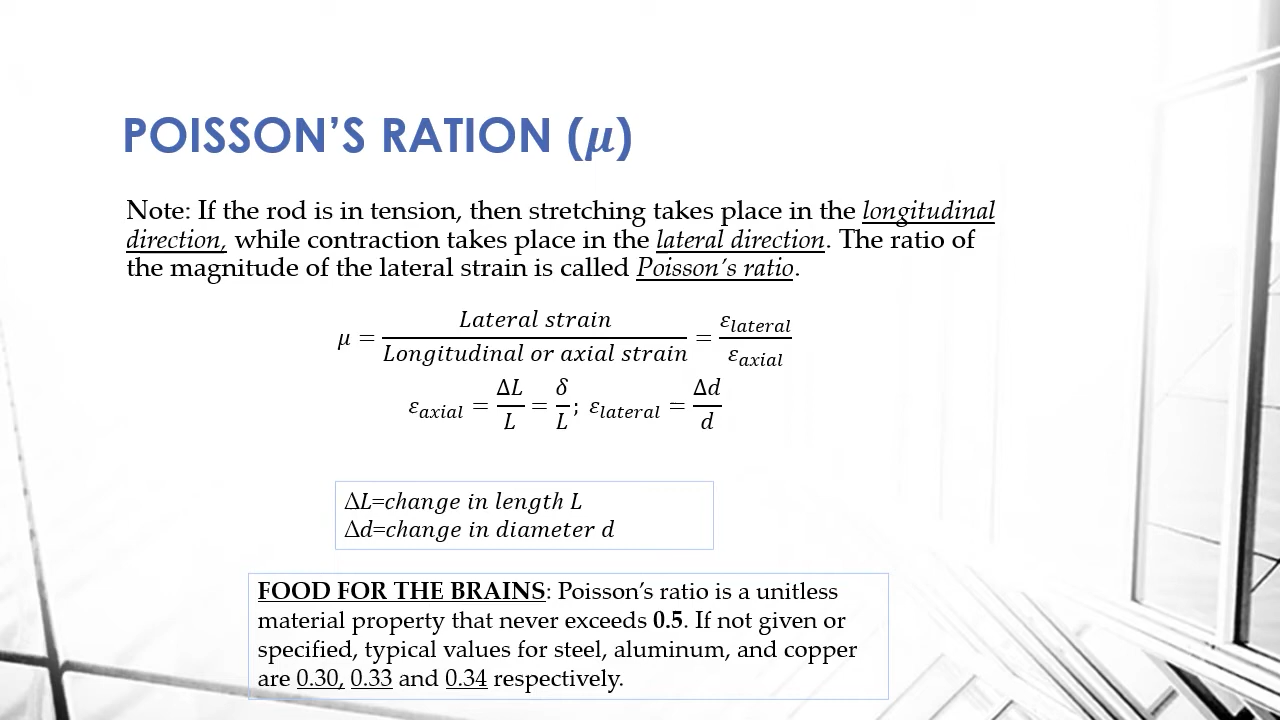 POISSON’S RATION (μ)
Note: If the rod is in tension, then stretching takes place in the longitudinal
direction, while contraction takes place in the lateral direction. The ratio of
the magnitude of the lateral strain is called Poisson’s ratio.
μ = Lateral strain / Longitudinal or axial strain = ε_lateral / ε_axial
ε_axial = ΔL / L = δ / L; ε_lateral = Δd / d
ΔL=change in length L
Δd=change in diameter d
FOOD FOR THE BRAINS: Poisson’s ratio is a unitless
material property that never exceeds 0.5. If not given or
specified, typical values for steel, aluminum, and copper
are 0.30, 0.33 and 0.34 respectively.